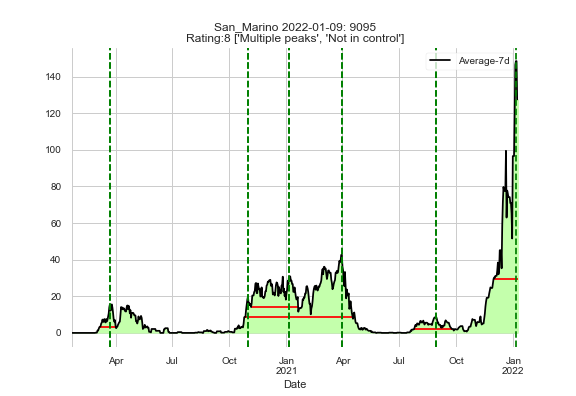 San_Marino 2022-01-09: 9095
Rating:8 ['Multiple peaks', 'Not in control']
Average-7d
140
120
100
80
60
40
20
0
Apr Jul Oct Jan Apr Jul Oct Jan
2021 2022
Date